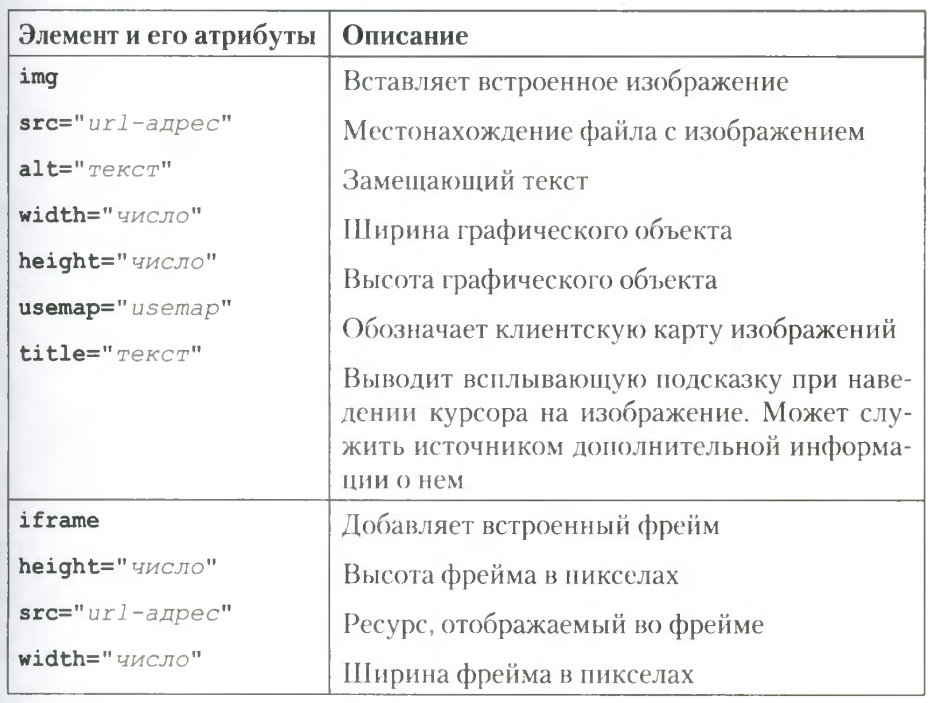 Элемент и его атрибуты Описание
img Вставляет встроенное изображение
src="url-адрес" Местонахождение файла с изображением
alt="текст" Замещающий текст
width="число" Ширина графического объекта
height="число" Высота графического объекта
usemap="usemap" Обозначает клиентскую карту изображений
title="текст" Выводит всплывающую подсказку при наве-
дении курсора на изображение. Может слу-
жить источником дополнительной информа-
ции о нем
iframe Добавляет встроенный фрейм
height="число" Высота фрейма в пикселах
src="url-адрес" Ресурс, отображаемый во фрейме
width="число" Ширина фрейма в пикселах